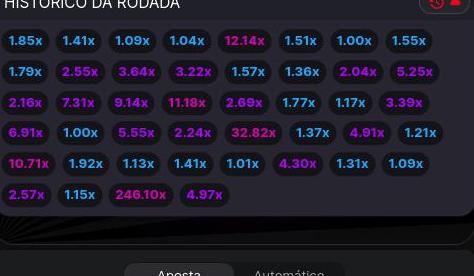 HISTÓRICO DA RODADA
1.85x 1.41x 1.09x 1.04x 12.14x 1.51x 1.00x 1.55x
1.79x 2.55x 3.64x 3.22x 1.57x 1.36x 2.04x 5.25x
2.16x 7.31x 9.14x 11.18x 2.69x 1.77x 1.17x 3.39x
6.91x 1.00x 5.55x 2.24x 32.82x 1.37x 4.91x 1.21x
10.71x 1.92x 1.13x 1.41x 1.01x 4.30x 1.31x 1.09x
2.57x 1.15x 246.10x 4.97x
Aposta Automático